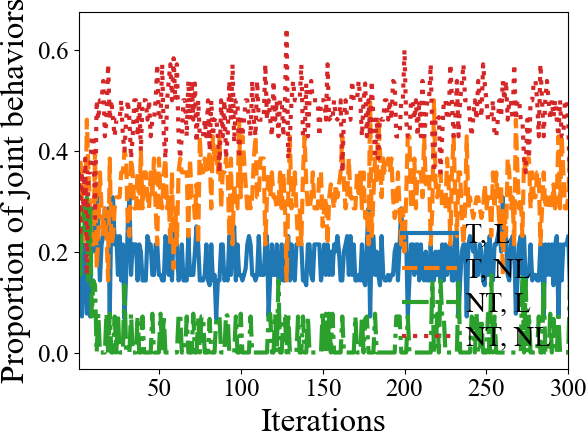 Proportion of joint behaviors
0.6
0.4
0.2
0.0
T, L
T, NL
NT, L
NT, NL
50
100
150
200
250
300
Iterations